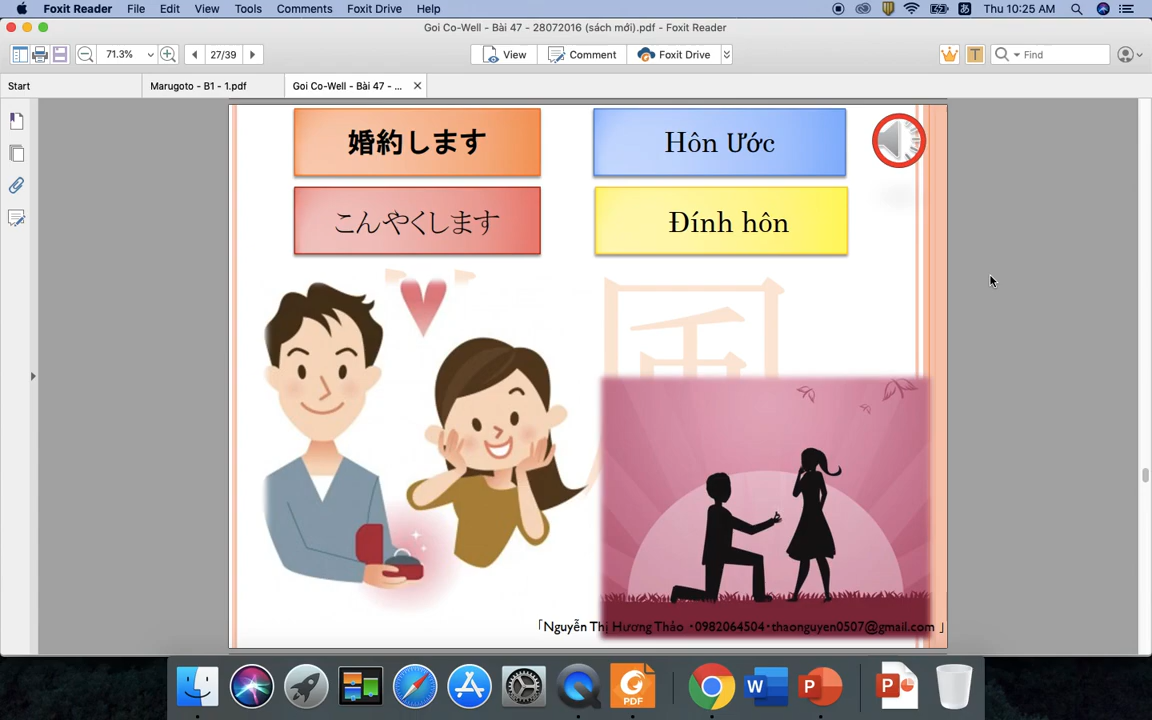 Foxit Reader File Edit View Tools Comments Foxit Drive Help あ Thu 10:25 AM
Goi Co-Well - Bài 47 - 28072016 (sách mới).pdf - Foxit Reader
71.3% 27/39 View Comment Foxit Drive T Find
Start Marugoto - B1 - 1.pdf Goi Co-Well - Bài 47 - ...
婚約します Hôn Ước
こんやくします Đính hôn
「Nguyễn Thị Hương Thảo ・0982064504・thaonguyen0507@gmail.com 」
PDF W P P